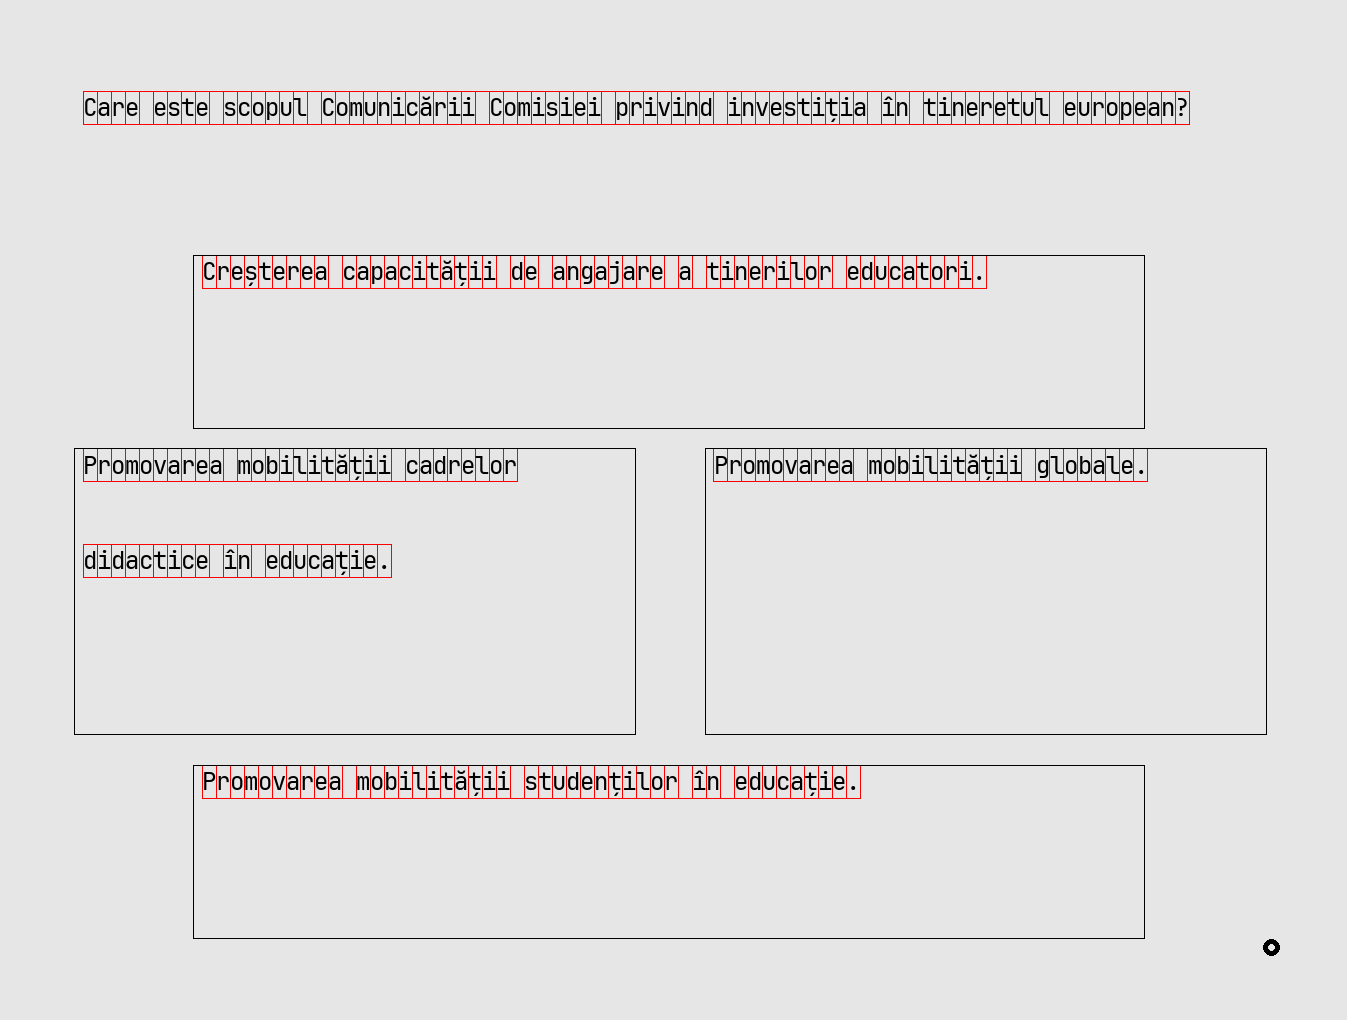 Care este scopul Comunicării Comisiei privind investiția în tineretul european?
Creșterea capacității de angajare a tinerilor educatori.
Promovarea mobilității cadrelor
didactice în educație.
Promovarea mobilității globale.
Promovarea mobilității studenților în educație.